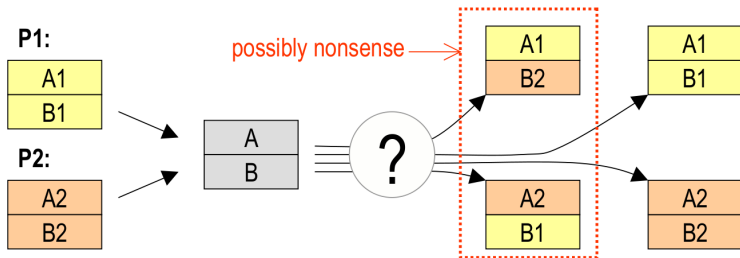 P1:
A1
B1
P2:
A2
B2
A
B
?
possibly nonsense
A1
B2
A2
B1
A1
B1
A2
B2